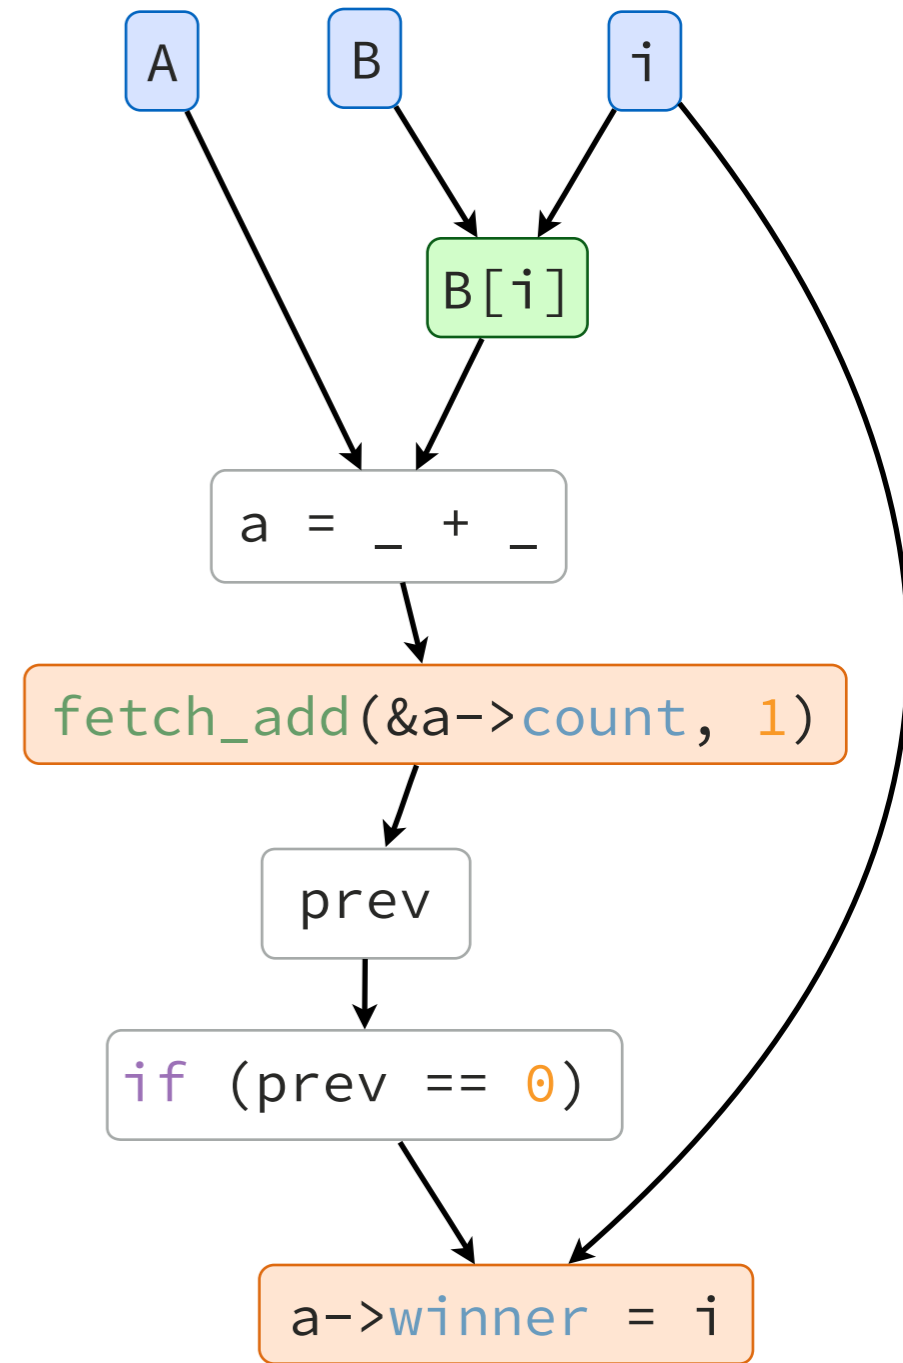 A
B
i
B[i]
a = _ + _
fetch_add(&a->count, 1)
prev
if (prev == 0)
a->winner = i